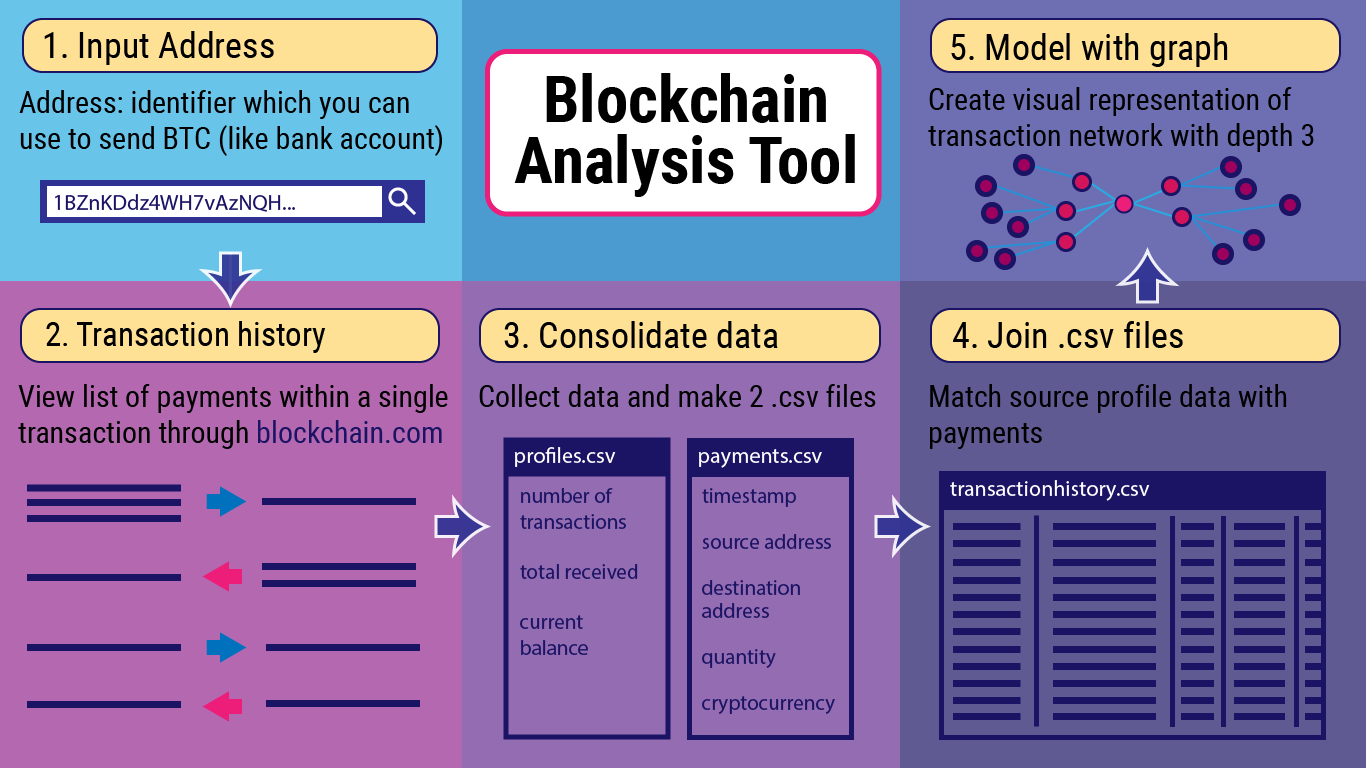 Blockchain
Analysis Tool
1. Input Address
Address: identifier which you can
use to send BTC (like bank account)
1BZnKDdz4WH7vAzNQH...
2. Transaction history
View list of payments within a single
transaction through blockchain.com
3. Consolidate data
Collect data and make 2 .csv files
profiles.csv
number of
transactions
total received
current
balance
payments.csv
timestamp
source address
destination
address
quantity
cryptocurrency
4. Join .csv files
Match source profile data with
payments
transactionhistory.csv
5. Model with graph
Create visual representation of
transaction network with depth 3